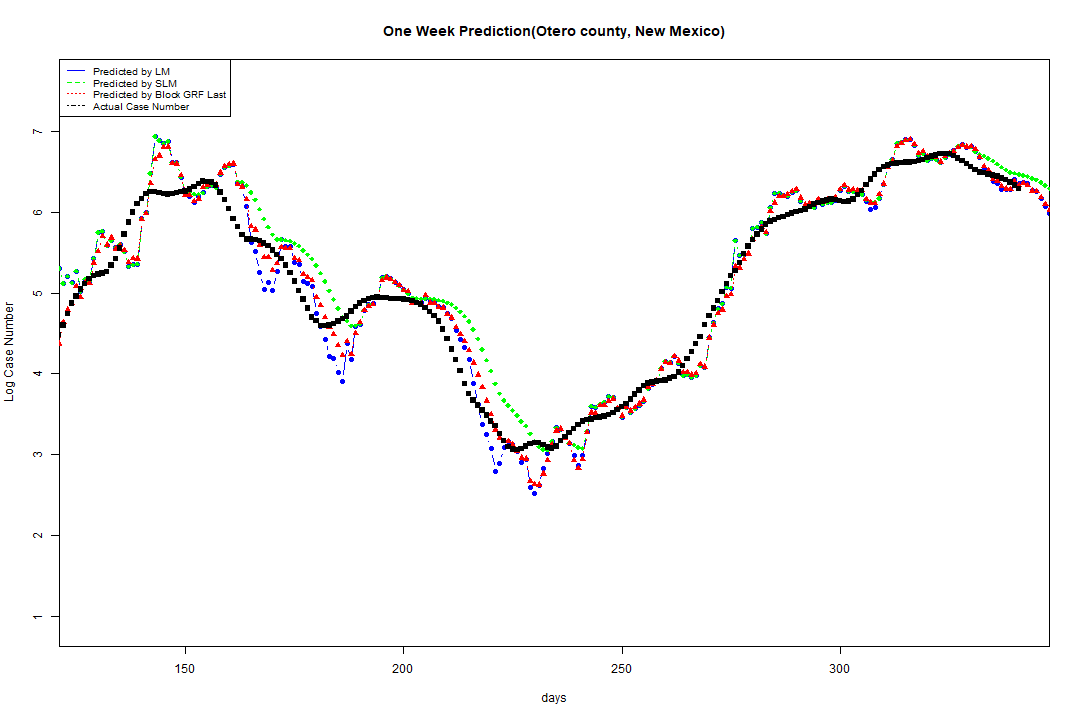 One Week Prediction(Otero county, New Mexico)
Predicted by LM
Predicted by SLM
Predicted by Block GRF Last
Actual Case Number
7
6
5
4
3
2
1
Log Case Number
150
200
250
300
days